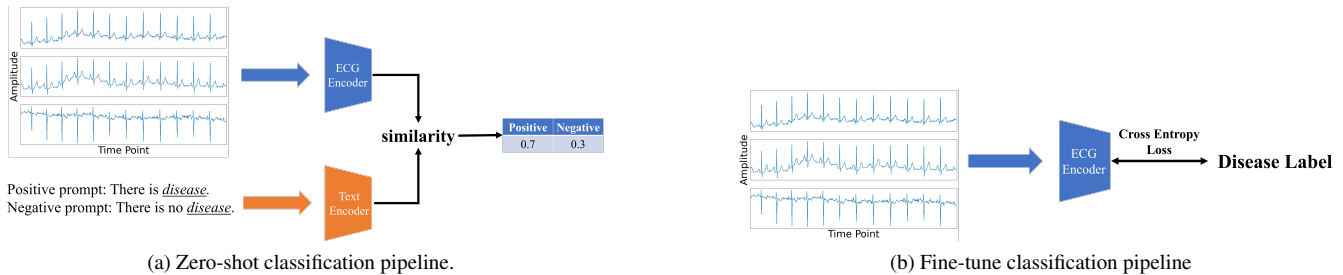 Amplitude
Time Point
ECG
Encoder
similarity
Positive Negative
0.7 0.3
Positive prompt: There is disease.
Negative prompt: There is no disease.
Text
Encoder
(a) Zero-shot classification pipeline.
Amplitude
Time Point
ECG
Encoder
Cross Entropy
Loss
Disease Label
(b) Fine-tune classification pipeline